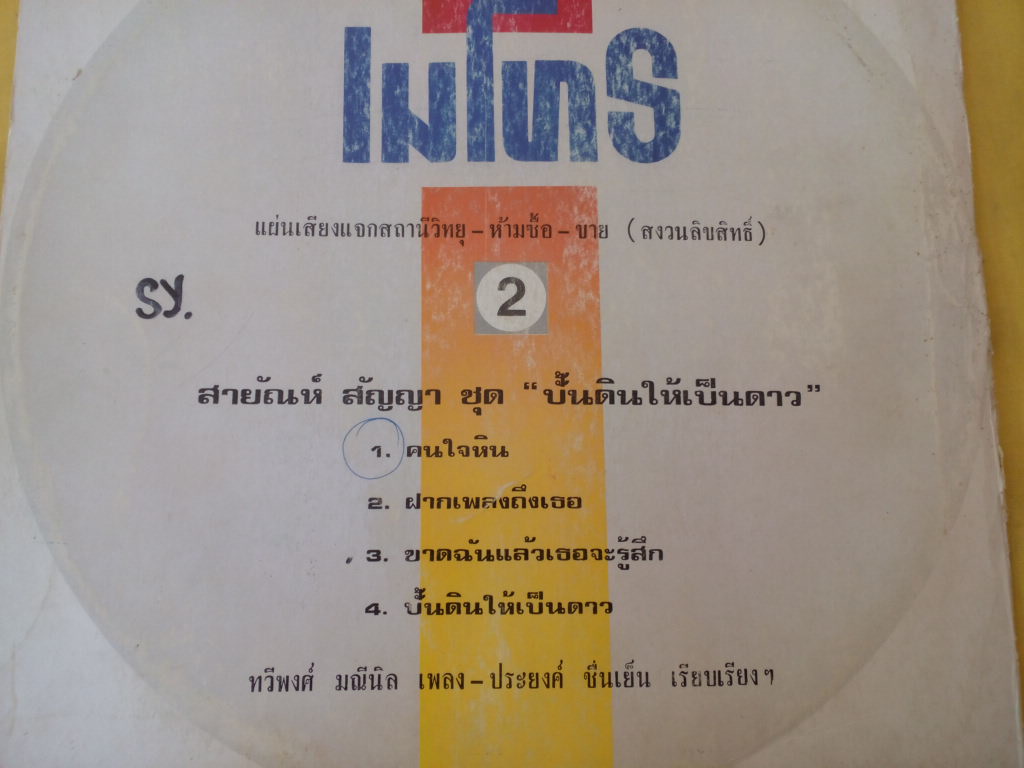 เมโทร
แผ่นเสียงแจกสถานีวิทยุ - ห้ามซื้อ - ขาย (สงวนลิขสิทธิ์)
2
SY.
สายัณห์ สัญญา ชุด “ปั้นดินให้เป็นดาว”
1. คนใจหิน
2. ฝากเพลงถึงเธอ
3. ขาดฉันแล้วเธอจะรู้สึก
4. ปั้นดินให้เป็นดาว
ทวีพงศ์ มณีนิล เพลง - ประยงค์ ชื่นเย็น เรียบเรียงฯ